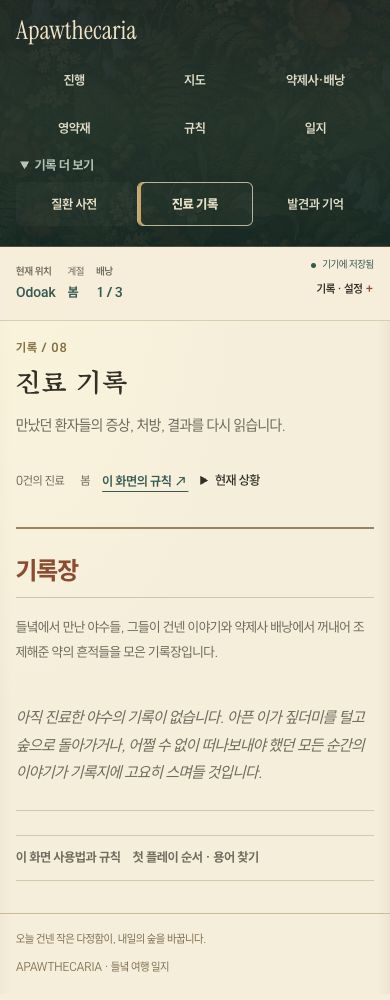 Apawthecaria
진행 지도 약제사·배낭
영약재 규칙 일지
▼ 기록 더 보기
질환 사전 진료 기록 발견과 기억
현재 위치 계절 배낭
Odoak 봄 1 / 3
● 기기에 저장됨
기록 · 설정 +
기록 / 08
진료 기록
만났던 환자들의 증상, 처방, 결과를 다시 읽습니다.
0건의 진료 봄 이 화면의 규칙 ↗ ▶ 현재 상황
기록장
들녘에서 만난 야수들, 그들이 건넨 이야기와 약제사 배낭에서 꺼내어 조
제해준 약의 흔적들을 모은 기록장입니다.
아직 진료한 야수의 기록이 없습니다. 아픈 이가 짚더미를 털고
숲으로 돌아가거나, 어쩔 수 없이 떠나보내야 했던 모든 순간의
이야기가 기록지에 고요히 스며들 것입니다.
이 화면 사용법과 규칙 첫 플레이 순서 · 용어 찾기
오늘 건넨 작은 다정함이, 내일의 숲을 바꿉니다.
APAWTHECARIA · 들녘 여행 일지